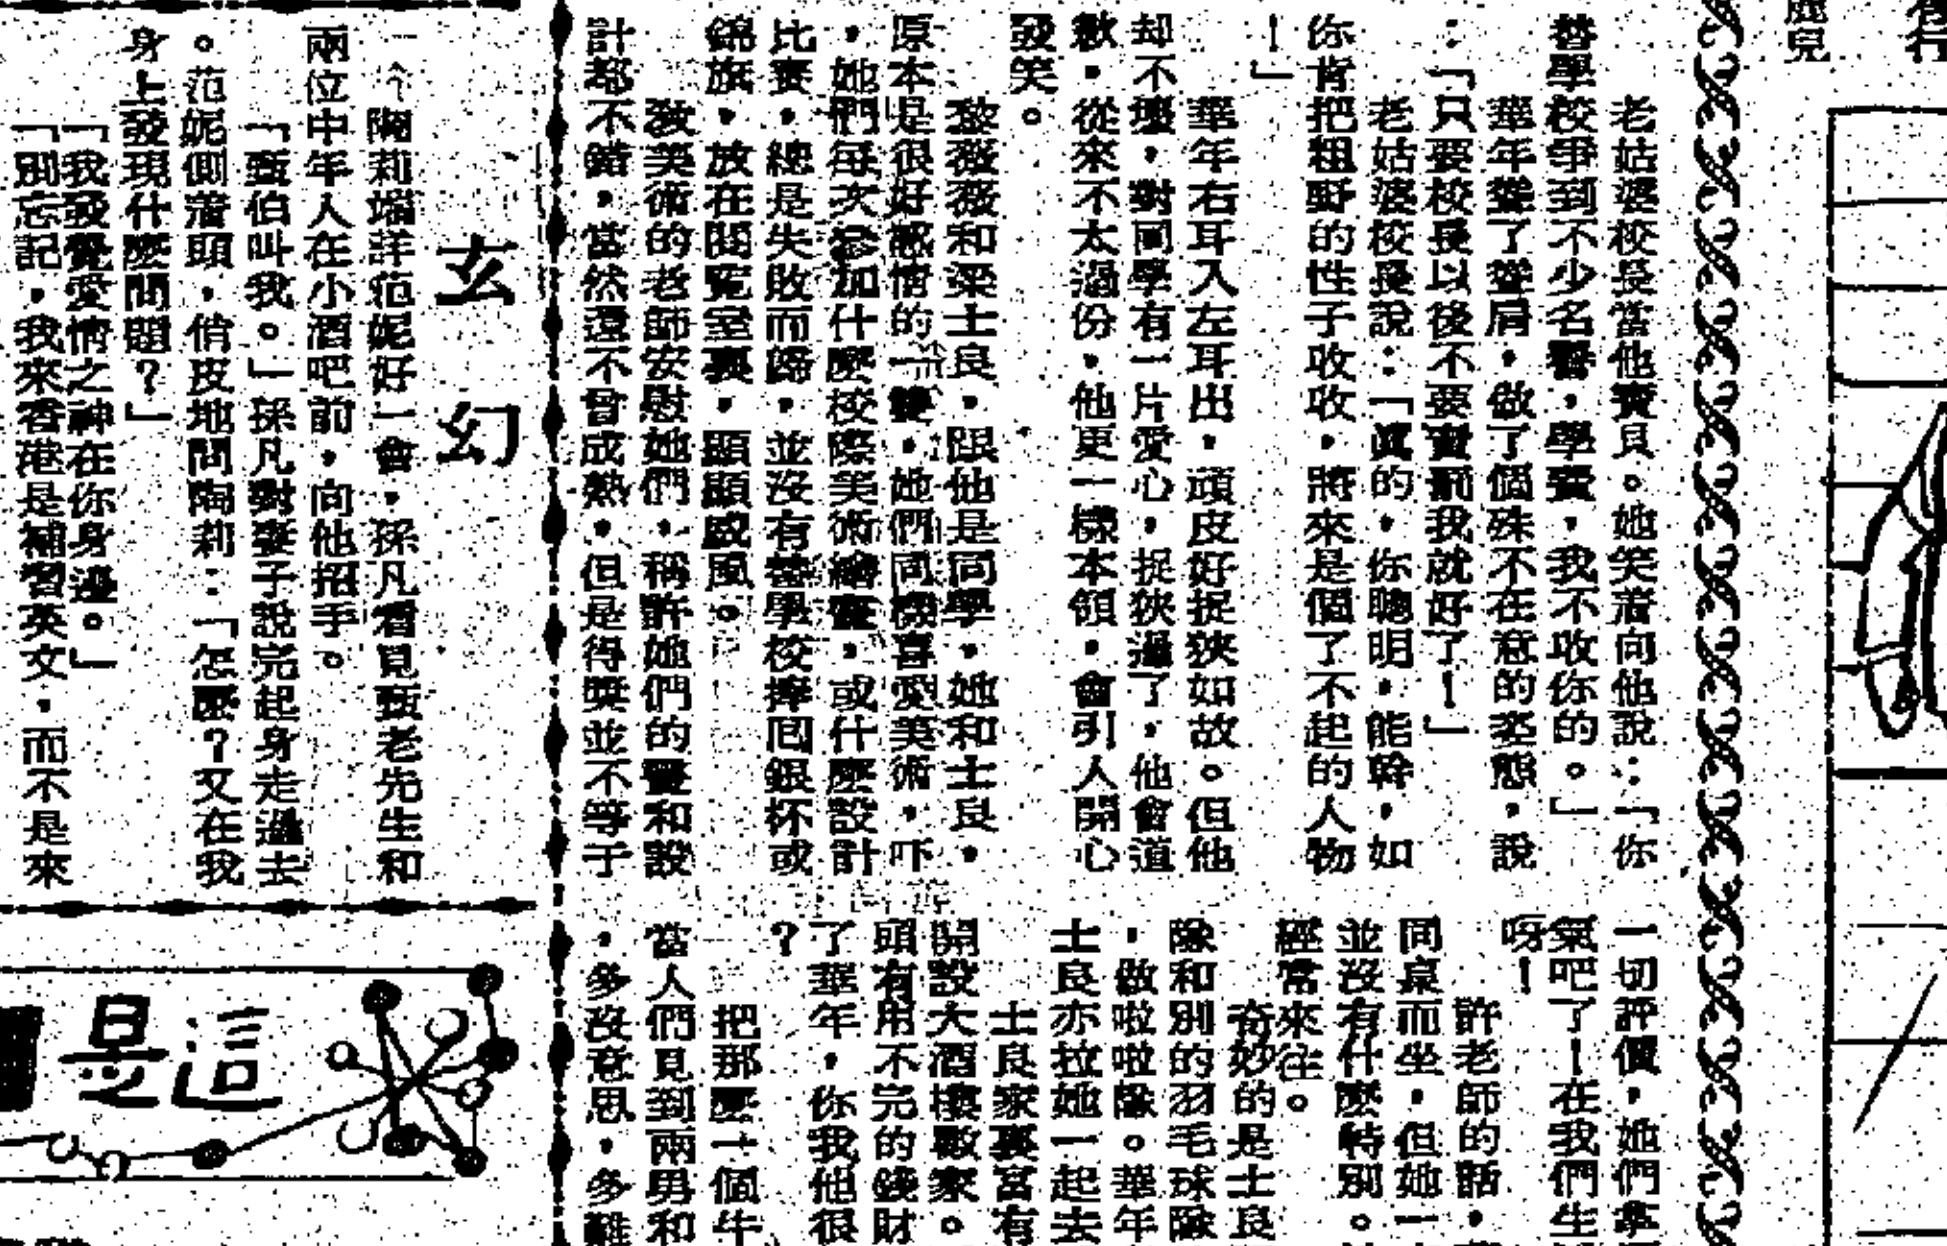 有行
鹿兒
老姑婆校長當他寶貝。她笑着向他說:「你
替學校爭到不少名譽,學費,我不收你的。」
華年聳了聳肩,做了個殊不在意的姿態,說
:「只要校長以後不要責罰我就好了!」
老姑婆校長說:「眞的,你聰明,能幹,如
你肯把粗野的性子收收,將來是個了不起的人物
!」
華年右耳入左耳出,頑皮好捉狹如故。但他
却不壞,對同學有一片愛心,捉狹過了,他會道
歉,從來不太過份,他更一樣本領,會引人開心
發笑。
黎薇薇和梁士良,跟他是同學,她和士良,
原本是很好感情的一雙,她們同樣喜愛美術,吓
,她們每次參加什麼校際美術繪畫,或什麼設計
比賽,總是失敗而歸,並沒有替學校捧囘銀杯或
錦旗,放在閱覽室裏,顯顯威風。
敎美術的老師安慰她們,稱許她們的畫和設
計都不錯,當然還不曾成熟,但是得獎並不等于
一切評價,她們爭
氣吧了!在我們生
呀!
許老師的話,
同桌而坐,但她一
並沒有什麼特別。
經常來往。
奇妙的是士良
隊和別的羽毛球隊
,做啦啦隊。華年
士良亦拉她一起去
士良家裏富有
開設大酒樓數家。
頭有用不完的錢財
了華年,你我他很
?
把那麼一個牛
當人們見到兩男和
,多沒意思,多難
玄幻
陶莉端詳范妮好一會,孫凡看見甄老先生和
兩位中年人在小酒吧前,向他招手。
「甄伯叫我。」孫凡對妻子說完起身走過去
。范妮側着頭,俏皮地問陶莉:「怎麼?又在我
身上發現什麼問題?」
「我發覺愛情之神在你身邊。」
「別忘記,我來香港是補習英文,而不是來
這是